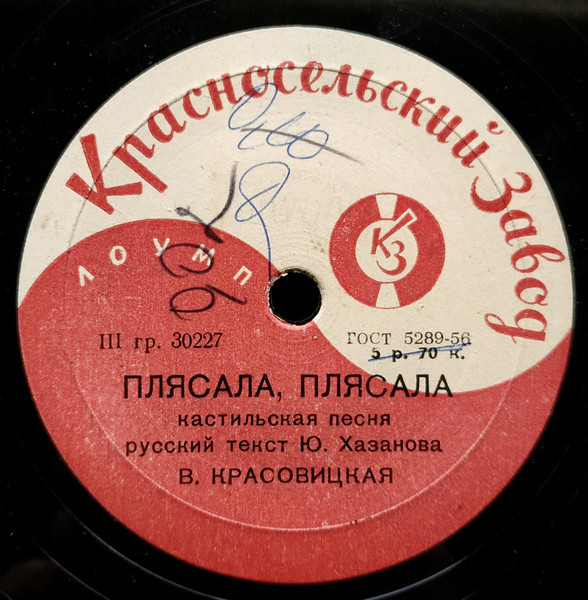 Красносельский Завод
КЗ
ЛОУМП
III гр. 30227
ГОСТ 5289-56
5 р. 70 к.
ПЛЯСАЛА, ПЛЯСАЛА
кастильская песня
русский текст Ю. Хазанова
В. КРАСОВИЦКАЯ